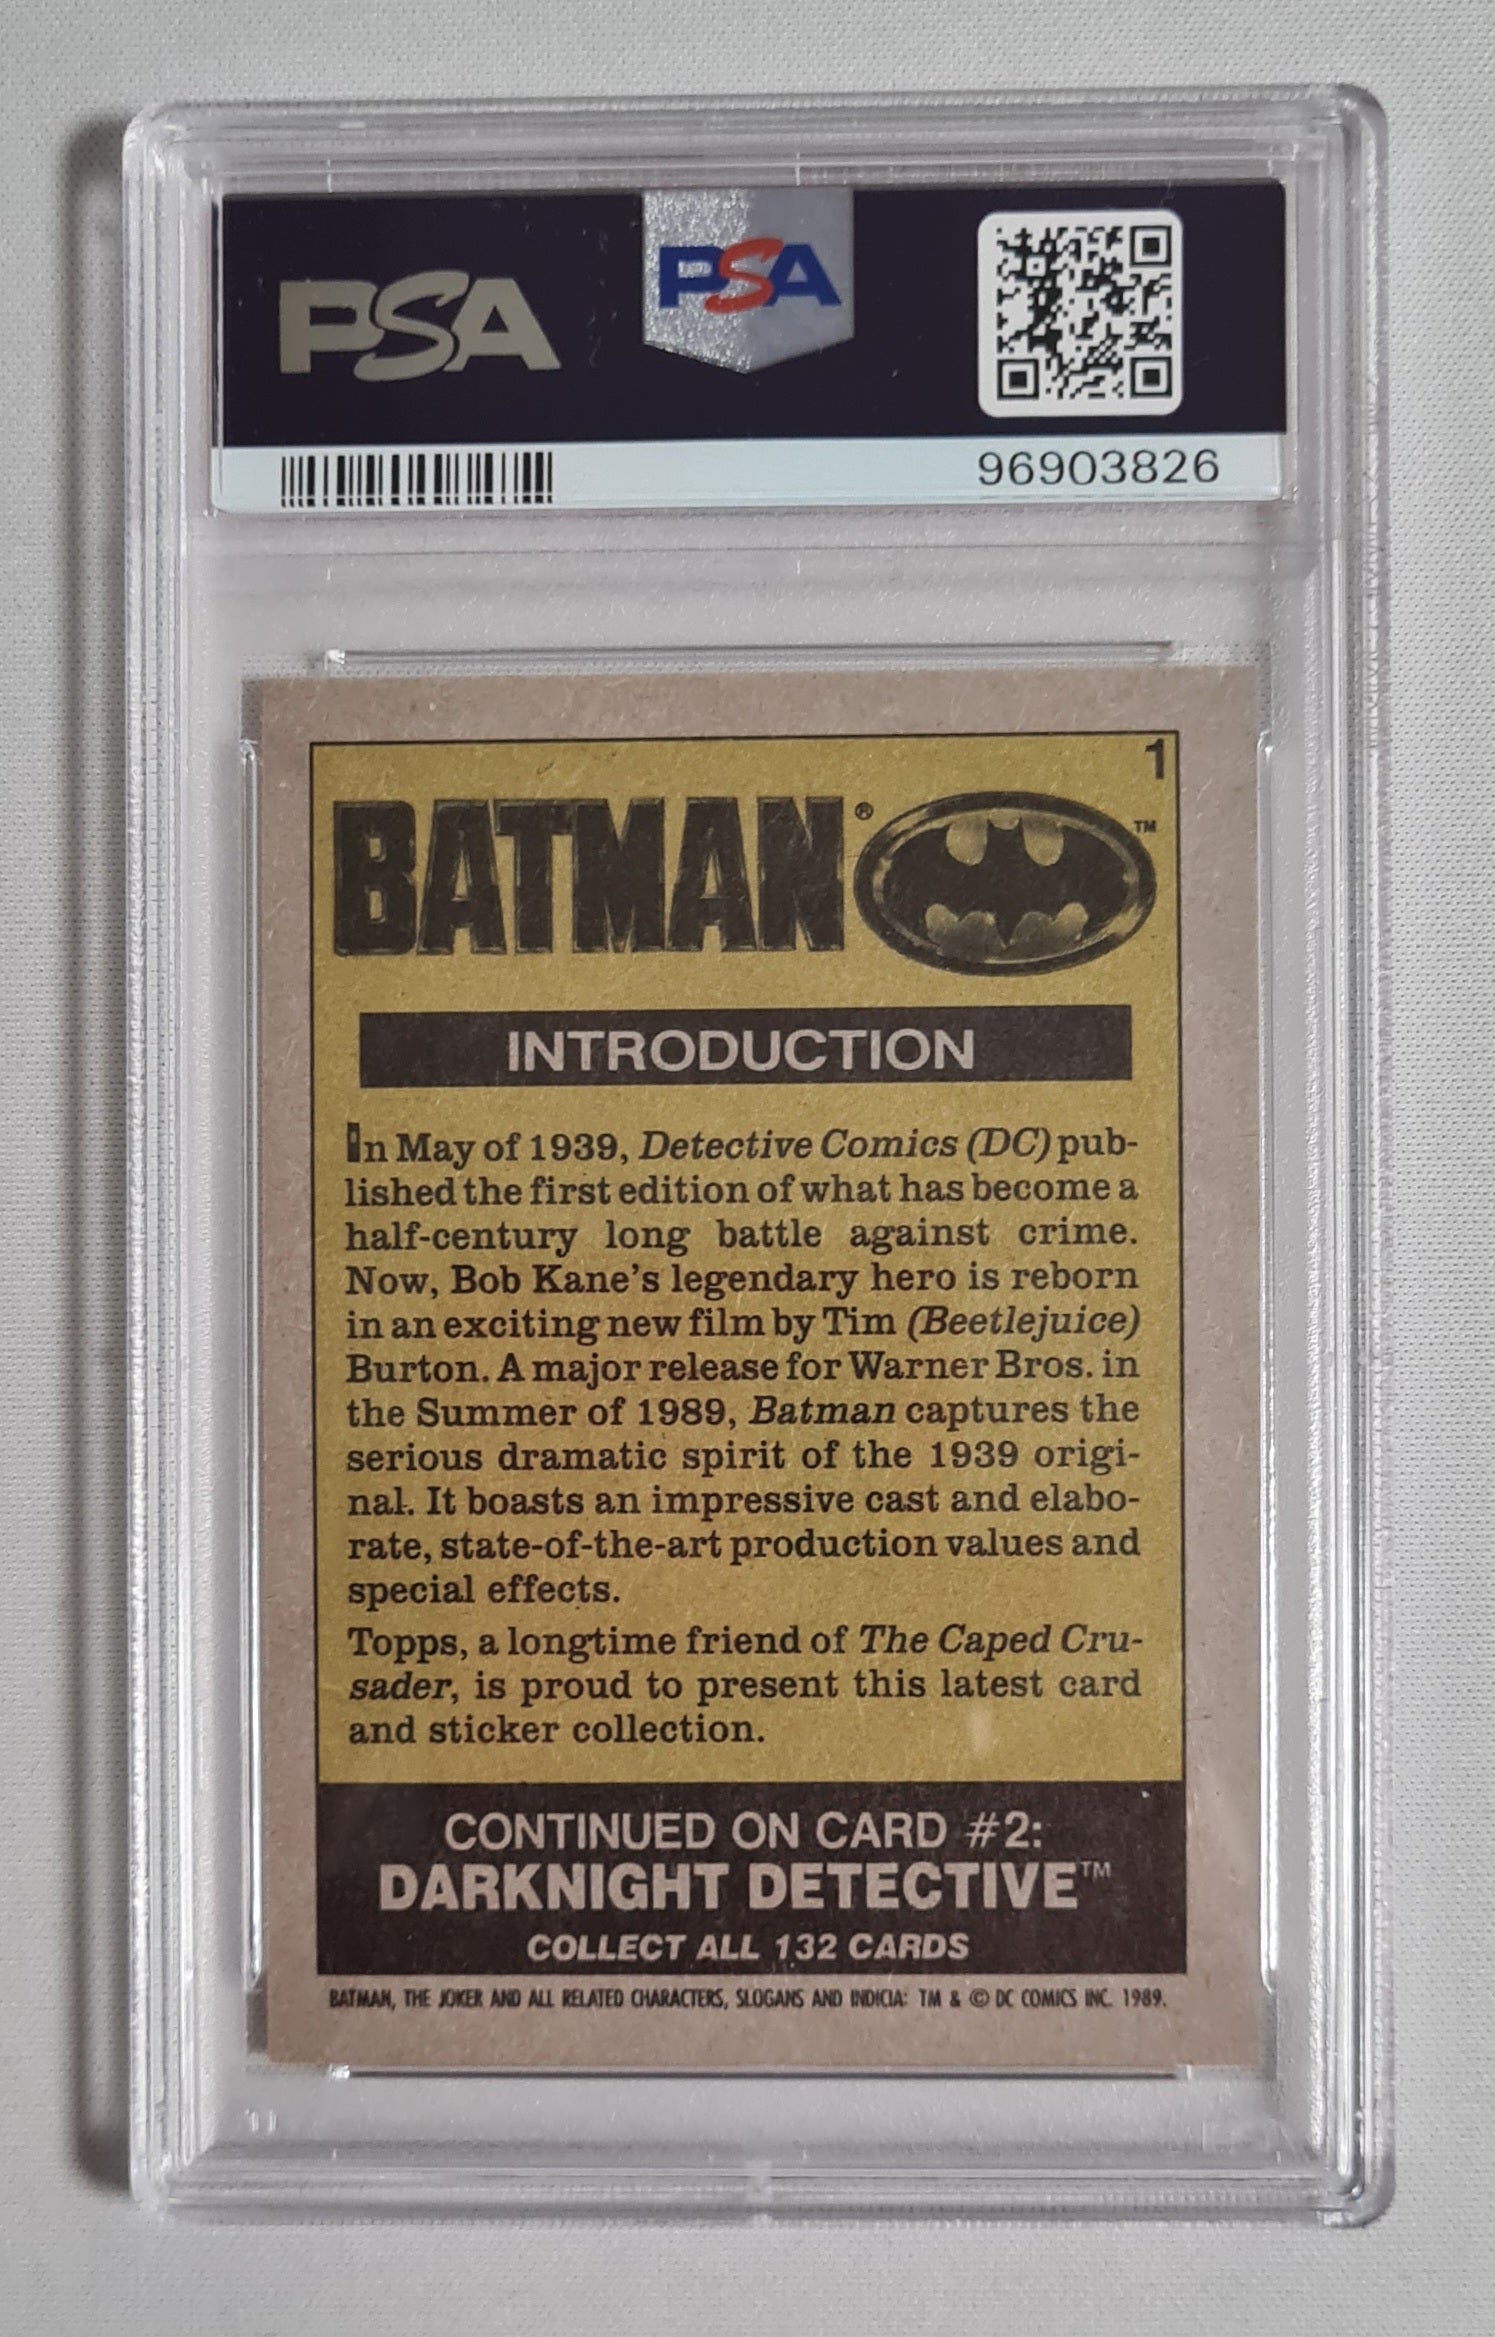 PSA
PSA
96903826
1
BATMAN® ™
INTRODUCTION
In May of 1939, Detective Comics (DC) pub-
lished the first edition of what has become a
half-century long battle against crime.
Now, Bob Kane's legendary hero is reborn
in an exciting new film by Tim (Beetlejuice)
Burton. A major release for Warner Bros. in
the Summer of 1989, Batman captures the
serious dramatic spirit of the 1939 origi-
nal. It boasts an impressive cast and elabo-
rate, state-of-the-art production values and
special effects.
Topps, a longtime friend of The Caped Cru-
sader, is proud to present this latest card
and sticker collection.
CONTINUED ON CARD #2:
DARKNIGHT DETECTIVE™
COLLECT ALL 132 CARDS
BATMAN, THE JOKER AND ALL RELATED CHARACTERS, SLOGANS AND INDICIA: TM & © DC COMICS INC. 1989.